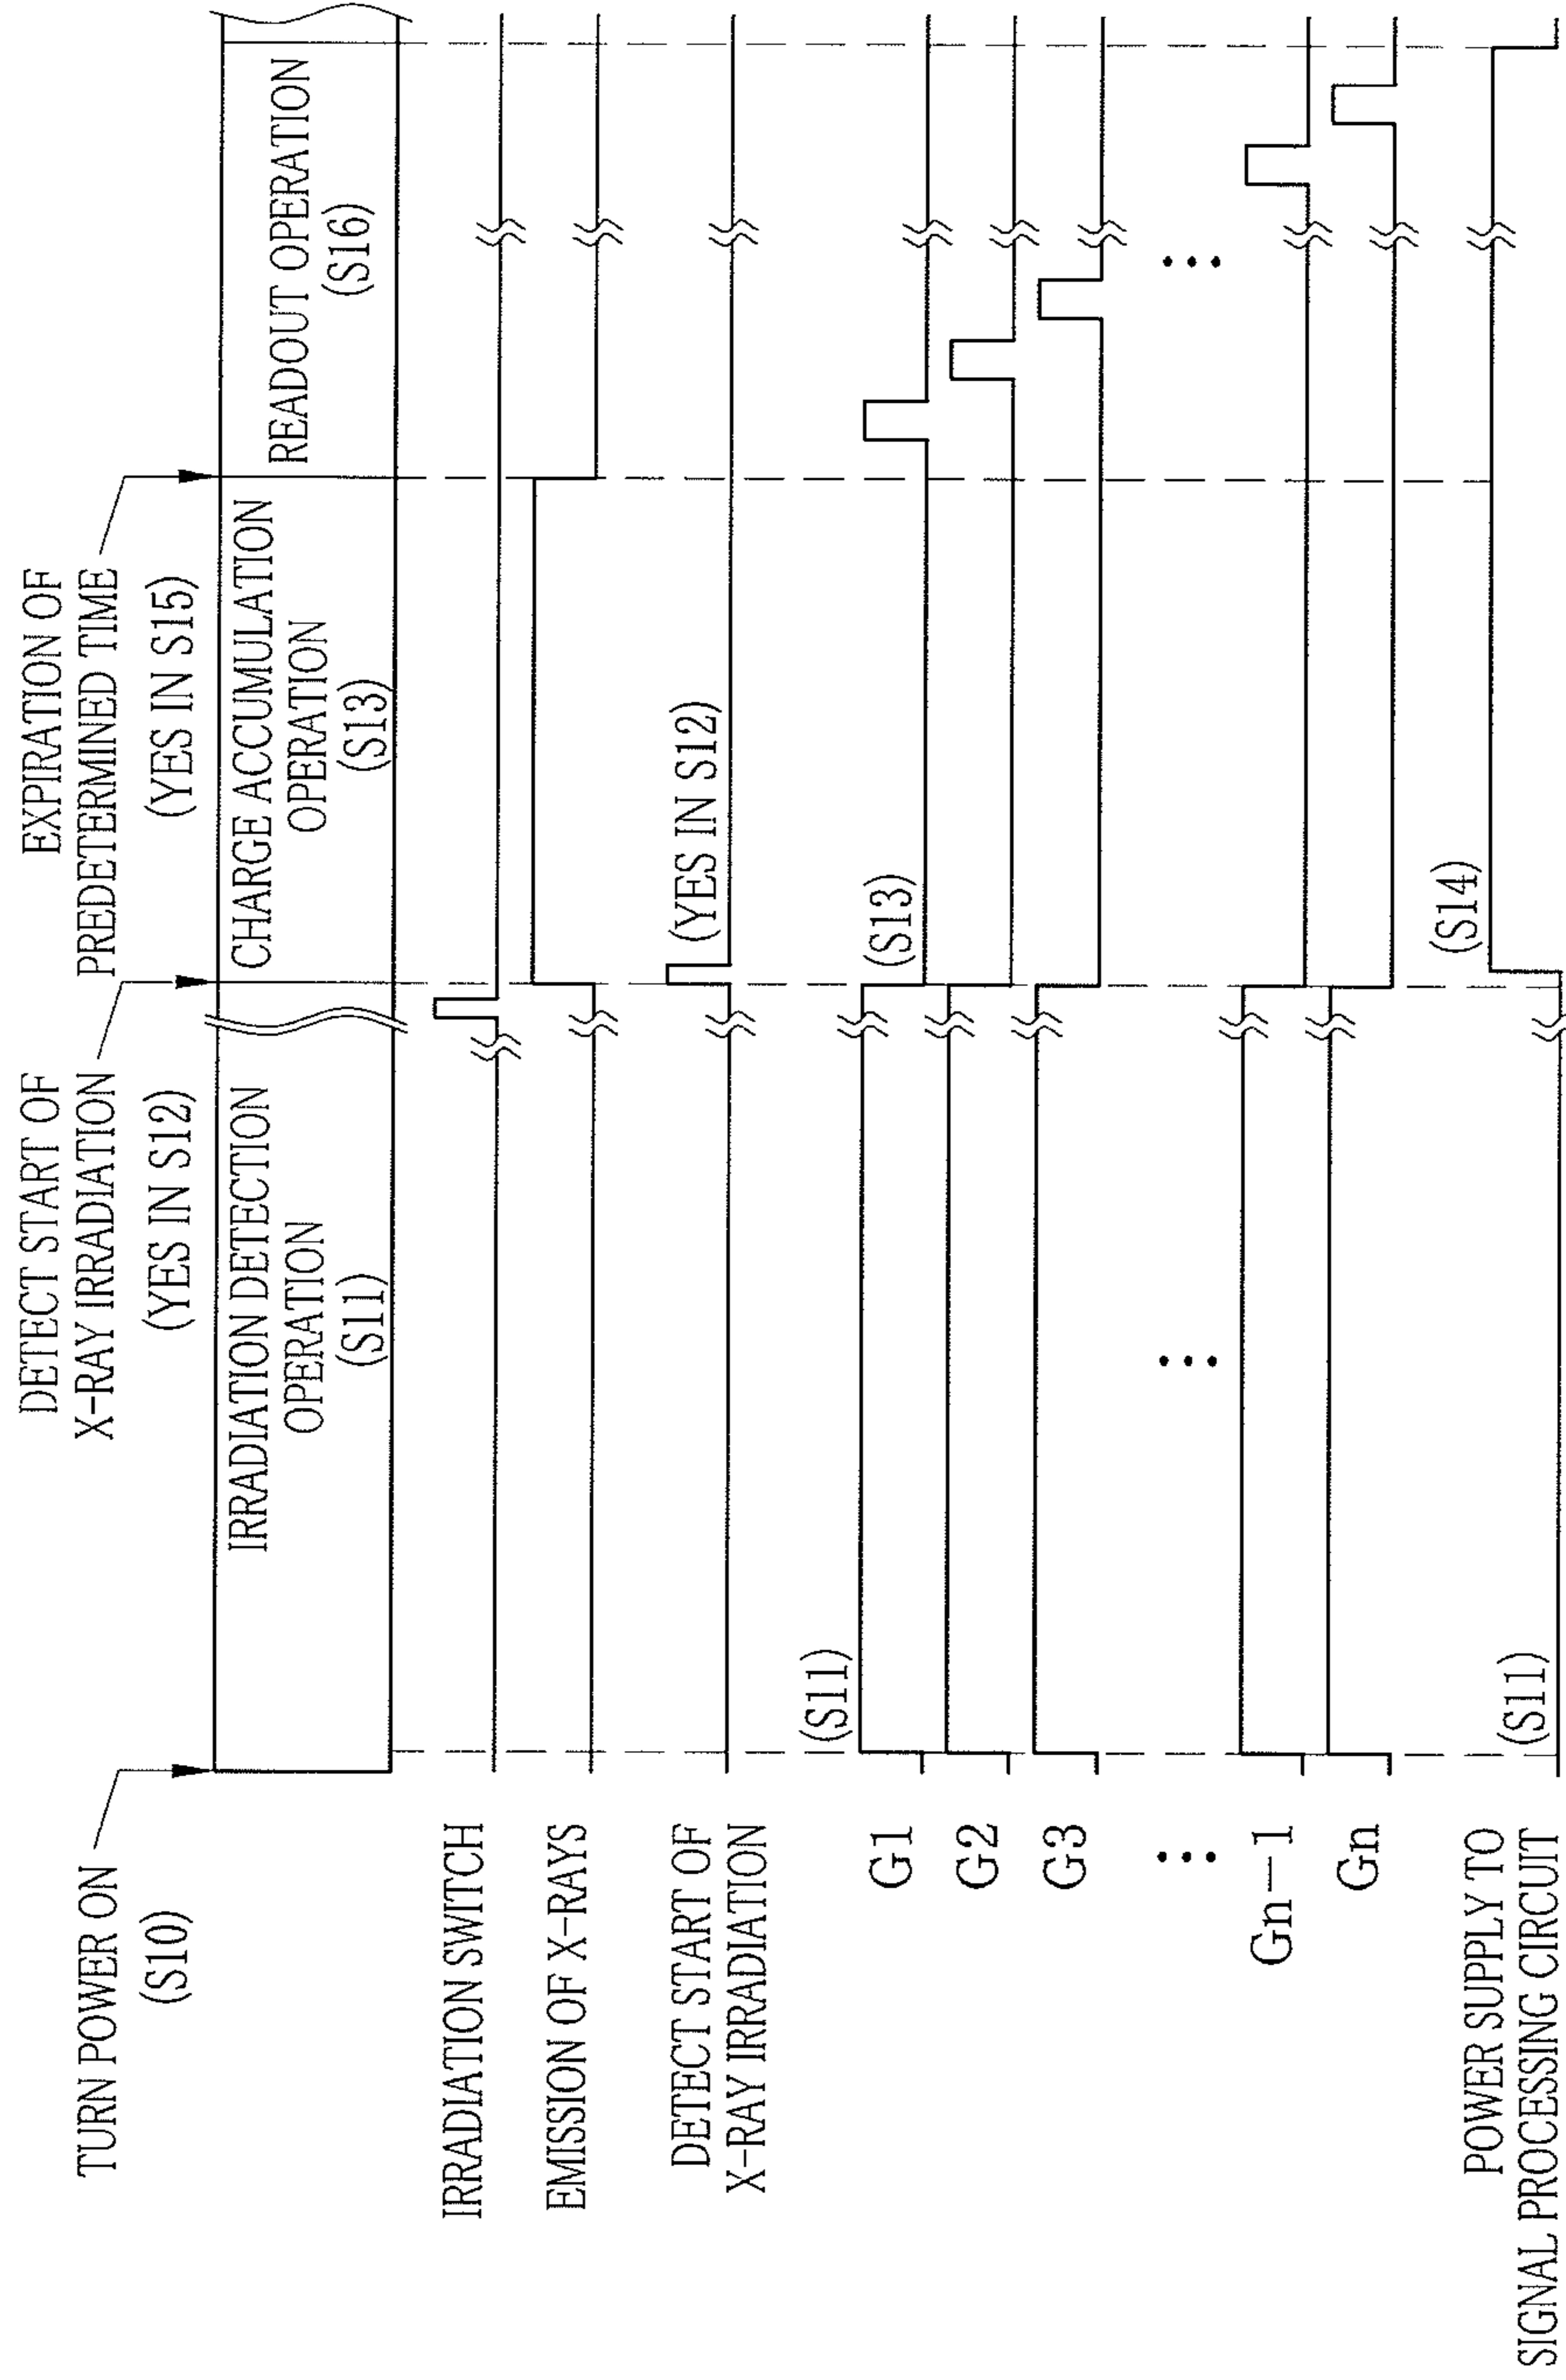 TURN POWER ON
(S10)
DETECT START OF
X-RAY IRRADIATION
(YES IN S12)
EXPIRATION OF
PREDETERMINED TIME
(YES IN S15)
IRRADIATION DETECTION
OPERATION
(S11)
CHARGE ACCUMULATION
OPERATION
(S13)
READOUT OPERATION
(S16)
IRRADIATION SWITCH
EMISSION OF X-RAYS
DETECT START OF
X-RAY IRRADIATION
(YES IN S12)
G1
(S11)
(S13)
G2
G3
⋯
⋯
⋯
Gn-1
Gn
POWER SUPPLY TO
SIGNAL PROCESSING CIRCUIT
(S11)
(S14)